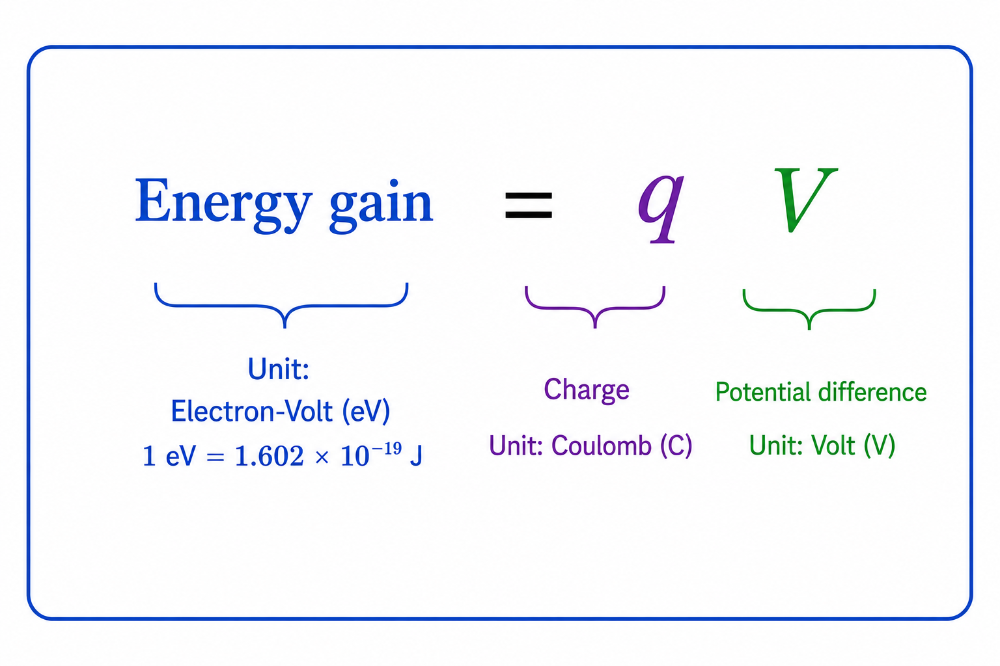 Energy gain = q V
Unit:
Electron-Volt (eV)
1 eV = 1.602 × 10⁻¹⁹ J
Charge
Unit: Coulomb (C)
Potential difference
Unit: Volt (V)